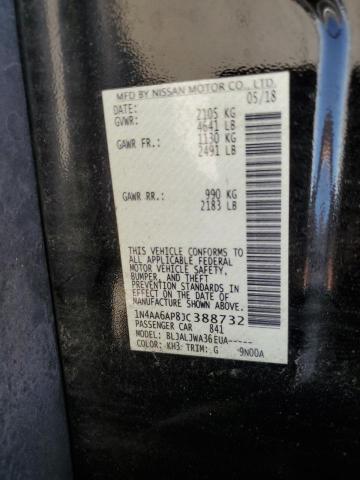 MFD BY NISSAN MOTOR CO., LTD.
DATE: 05/18
GVWR: 2105 KG
4641 LB
GAWR FR.: 1130 KG
2491 LB
GAWR RR.: 990 KG
2183 LB
THIS VEHICLE CONFORMS TO
ALL APPLICABLE FEDERAL
MOTOR VEHICLE SAFETY,
BUMPER, AND THEFT
PREVENTION STANDARDS IN
EFFECT ON THE DATE OF
MANUFACTURE SHOWN ABOVE.
1N4AA6AP8JC388732
PASSENGER CAR 841
MODEL: BLJALJWA36EUA-----
COLOR: KH3 TRIM: G 9N00A